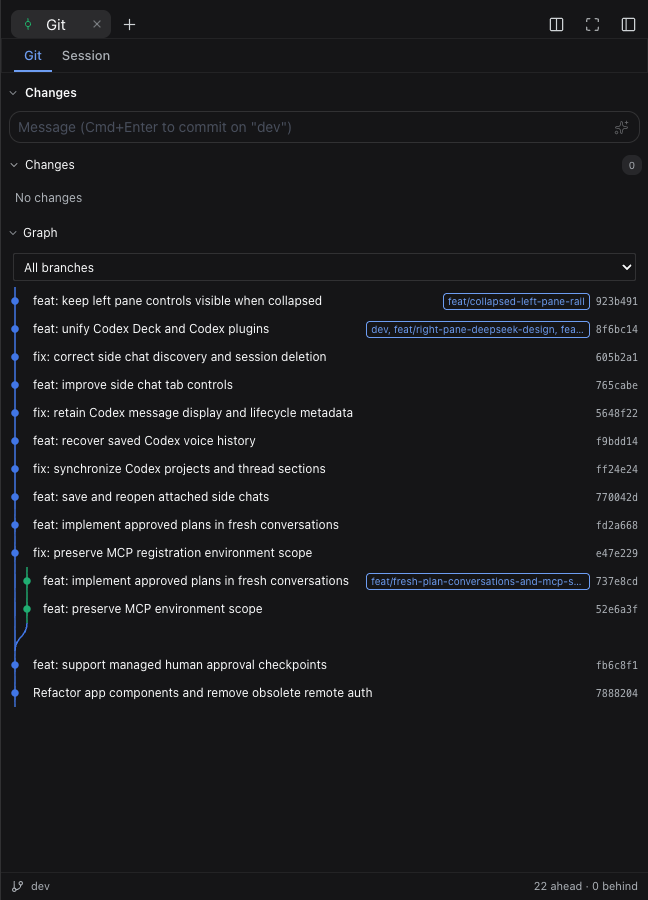 Git
Git Session
Changes
Message (Cmd+Enter to commit on "dev")
Changes 0
No changes
Graph
All branches
feat: keep left pane controls visible when collapsed feat/collapsed-left-pane-rail 923b491
feat: unify Codex Deck and Codex plugins dev, feat/right-pane-deepseek-design, fea... 8f6bc14
fix: correct side chat discovery and session deletion 605b2a1
feat: improve side chat tab controls 765cabe
fix: retain Codex message display and lifecycle metadata 5648f22
feat: recover saved Codex voice history f9bdd14
fix: synchronize Codex projects and thread sections ff24e24
feat: save and reopen attached side chats 770042d
feat: implement approved plans in fresh conversations fd2a668
fix: preserve MCP registration environment scope e47e229
feat: implement approved plans in fresh conversations feat/fresh-plan-conversations-and-mcp-s... 737e8cd
feat: preserve MCP environment scope 52e6a3f
feat: support managed human approval checkpoints fb6c8f1
Refactor app components and remove obsolete remote auth 7888204
dev 22 ahead · 0 behind